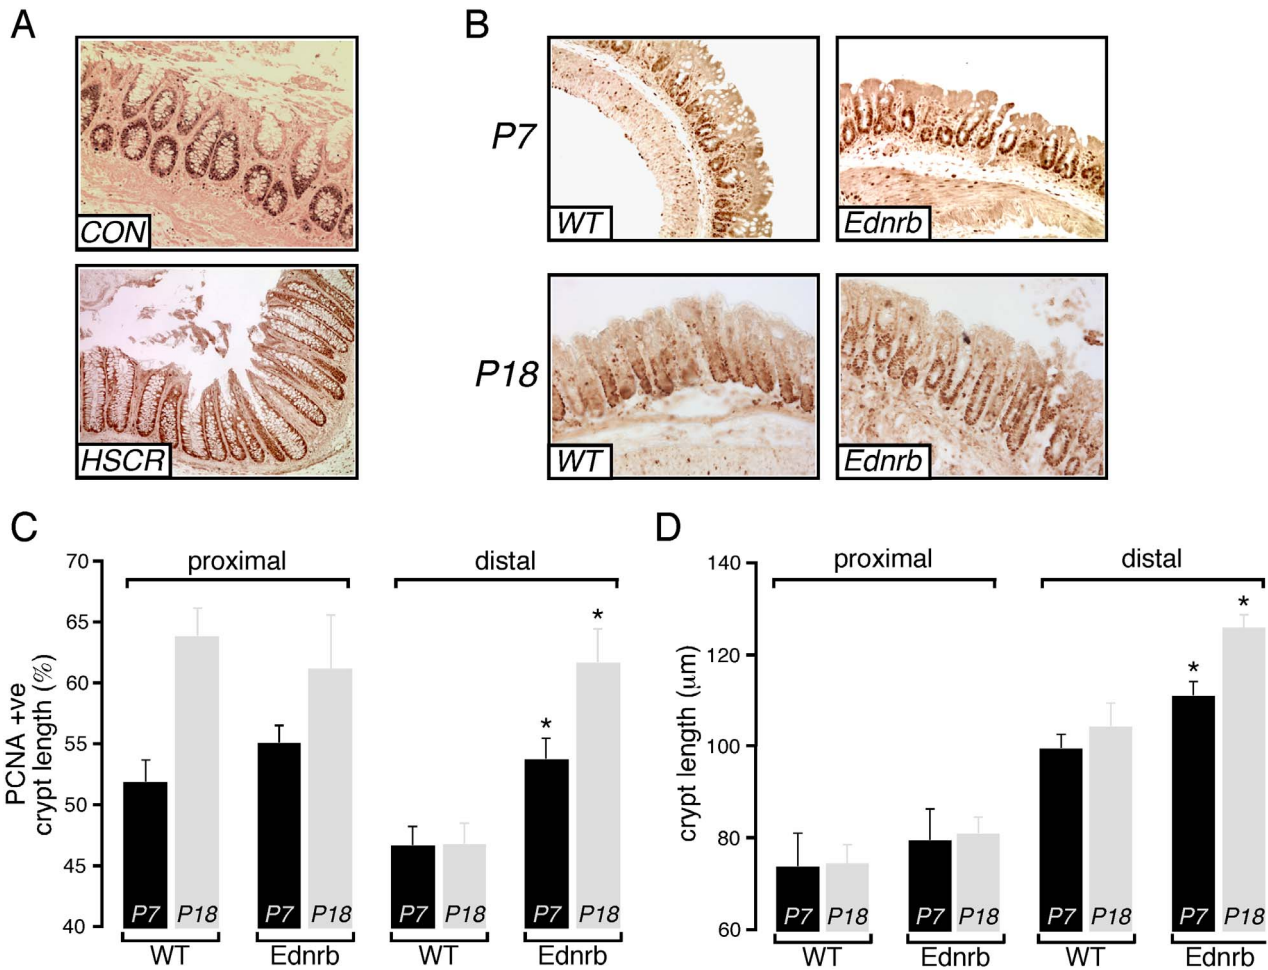 A
B
CON
HSCR
P7
WT
Ednrb
P18
WT
Ednrb
C
proximal
distal
PCNA +ve
crypt length (%)
70
65
60
55
50
45
40
*
*
P7 P18 P7 P18 P7 P18 P7 P18
WT Ednrb WT Ednrb
D
proximal
distal
crypt length (μm)
140
120
100
80
60
*
*
P7 P18 P7 P18 P7 P18 P7 P18
WT Ednrb WT Ednrb